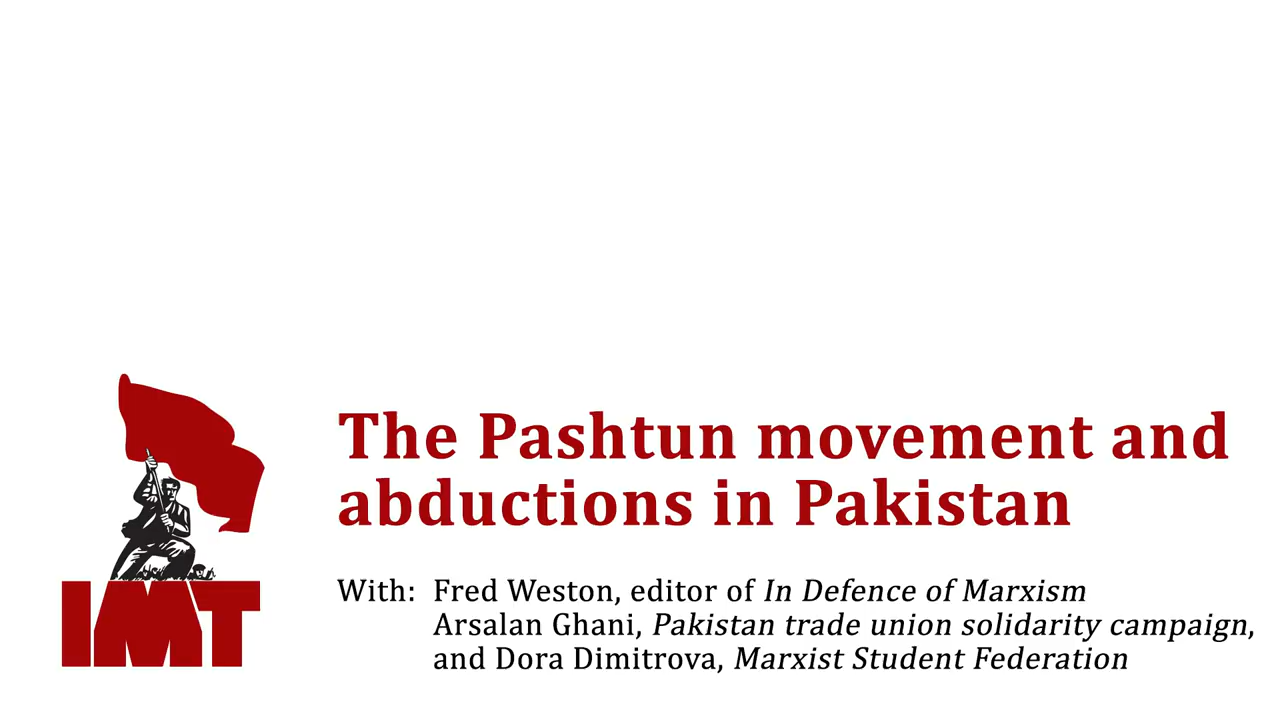 The Pashtun movement and
abductions in Pakistan
With: Fred Weston, editor of In Defence of Marxism
Arsalan Ghani, Pakistan trade union solidarity campaign,
and Dora Dimitrova, Marxist Student Federation
IMT